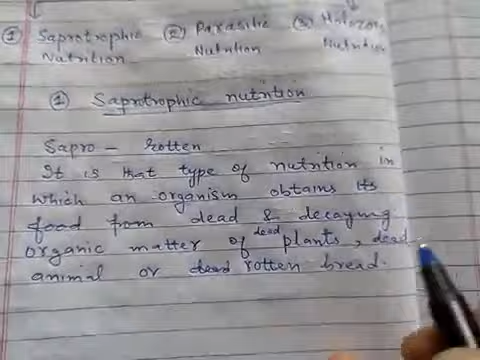 ① Saprotrophic ② Parasitic ③ Holozoic
Nutrition Nutrition Nutrition
① Saprotrophic nutrition
Sapro - Rotten
It is that type of nutrition in
which an organism obtains its
food from dead & decaying
organic matter of dead plants, dead
animal or dead rotten bread.